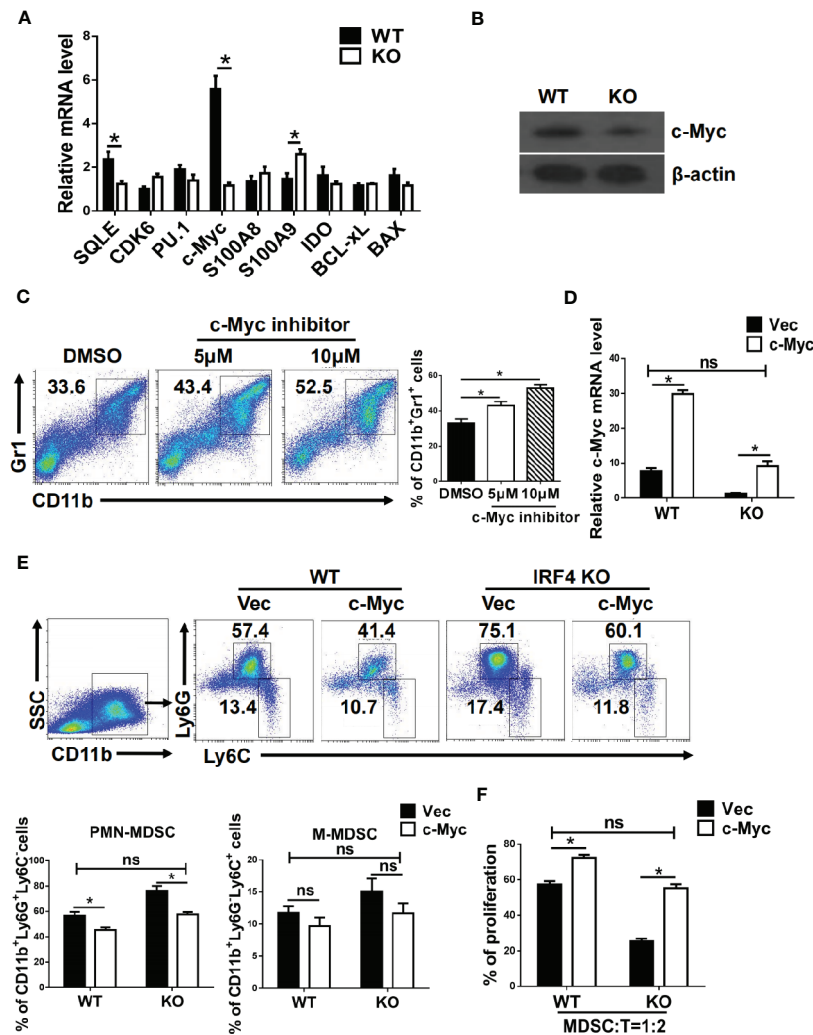 A
WT
KO
Relative mRNA level
6
4
2
0
*
*
*
SQLE
CDK6
PU.1
c-Myc
S100A8
S100A9
IDO
BCL-xL
BAX
B
WT KO
c-Myc
β-actin
C
c-Myc inhibitor
DMSO 5μM 10μM
33.6 43.4 52.5
Gr1
CD11b
% of CD11b+Gr1+ cells
60
40
20
0
*
*
DMSO 5μM 10μM
c-Myc inhibitor
D
Vec
c-Myc
Relative c-Myc mRNA level
40
30
20
10
0
ns
*
*
WT KO
E
WT IRF4 KO
Vec c-Myc Vec c-Myc
57.4 41.4 75.1 60.1
13.4 10.7 17.4 11.8
SSC
CD11b
Ly6G
Ly6C
PMN-MDSC
Vec
c-Myc
% of CD11b+Ly6G+Ly6C- cells
100
80
60
40
20
0
ns
*
*
WT KO
M-MDSC
Vec
c-Myc
% of CD11b+Ly6G-Ly6C+ cells
20
15
10
5
0
ns
ns
ns
WT KO
F
Vec
c-Myc
% of proliferation
80
60
40
20
0
ns
*
*
WT KO
MDSC:T=1:2